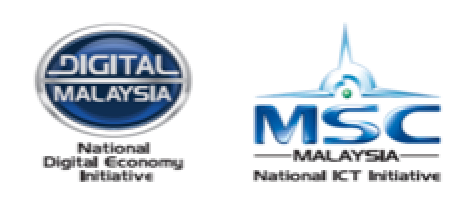 DIGITAL
MALAYSIA
National
Digital Economy
Initiative
MSC
MALAYSIA
National ICT Initiative